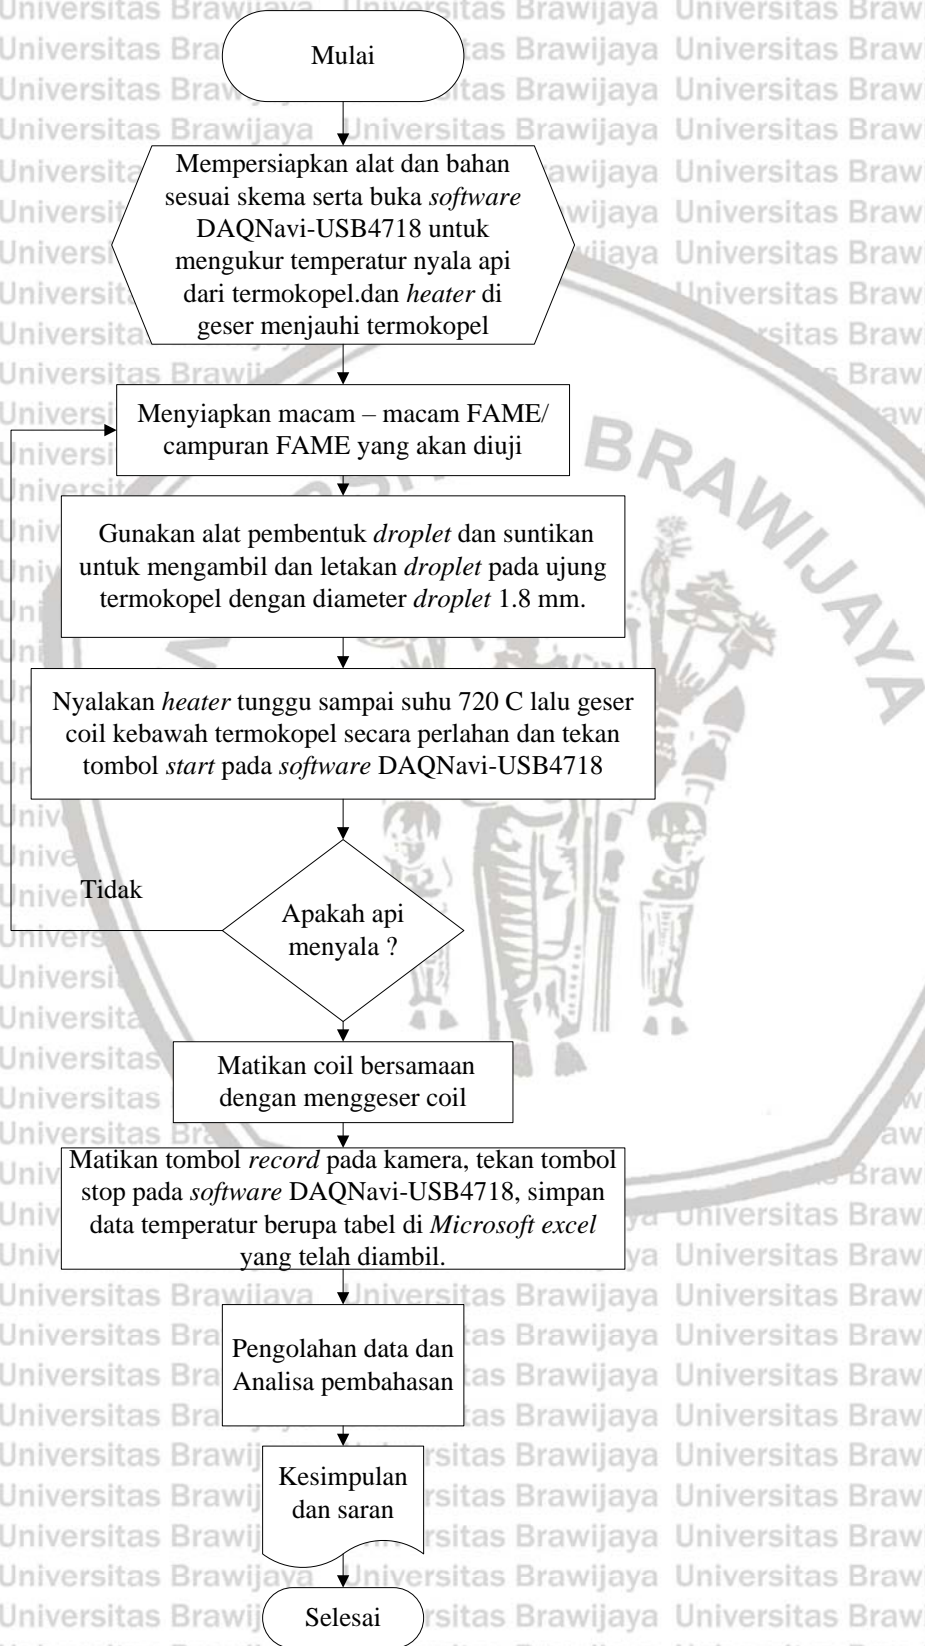 Mulai
Mempersiapkan alat dan bahan
sesuai skema serta buka software
DAQNavi-USB4718 untuk
mengukur temperatur nyala api
dari termokopel.dan heater di
geser menjauhi termokopel
Menyiapkan macam – macam FAME/
campuran FAME yang akan diuji
Gunakan alat pembentuk droplet dan suntikan
untuk mengambil dan letakan droplet pada ujung
termokopel dengan diameter droplet 1.8 mm.
Nyalakan heater tunggu sampai suhu 720 C lalu geser
coil kebawah termokopel secara perlahan dan tekan
tombol start pada software DAQNavi-USB4718
Tidak
Apakah api
menyala ?
Matikan coil bersamaan
dengan menggeser coil
Matikan tombol record pada kamera, tekan tombol
stop pada software DAQNavi-USB4718, simpan
data temperatur berupa tabel di Microsoft excel
yang telah diambil.
Pengolahan data dan
Analisa pembahasan
Kesimpulan
dan saran
Selesai